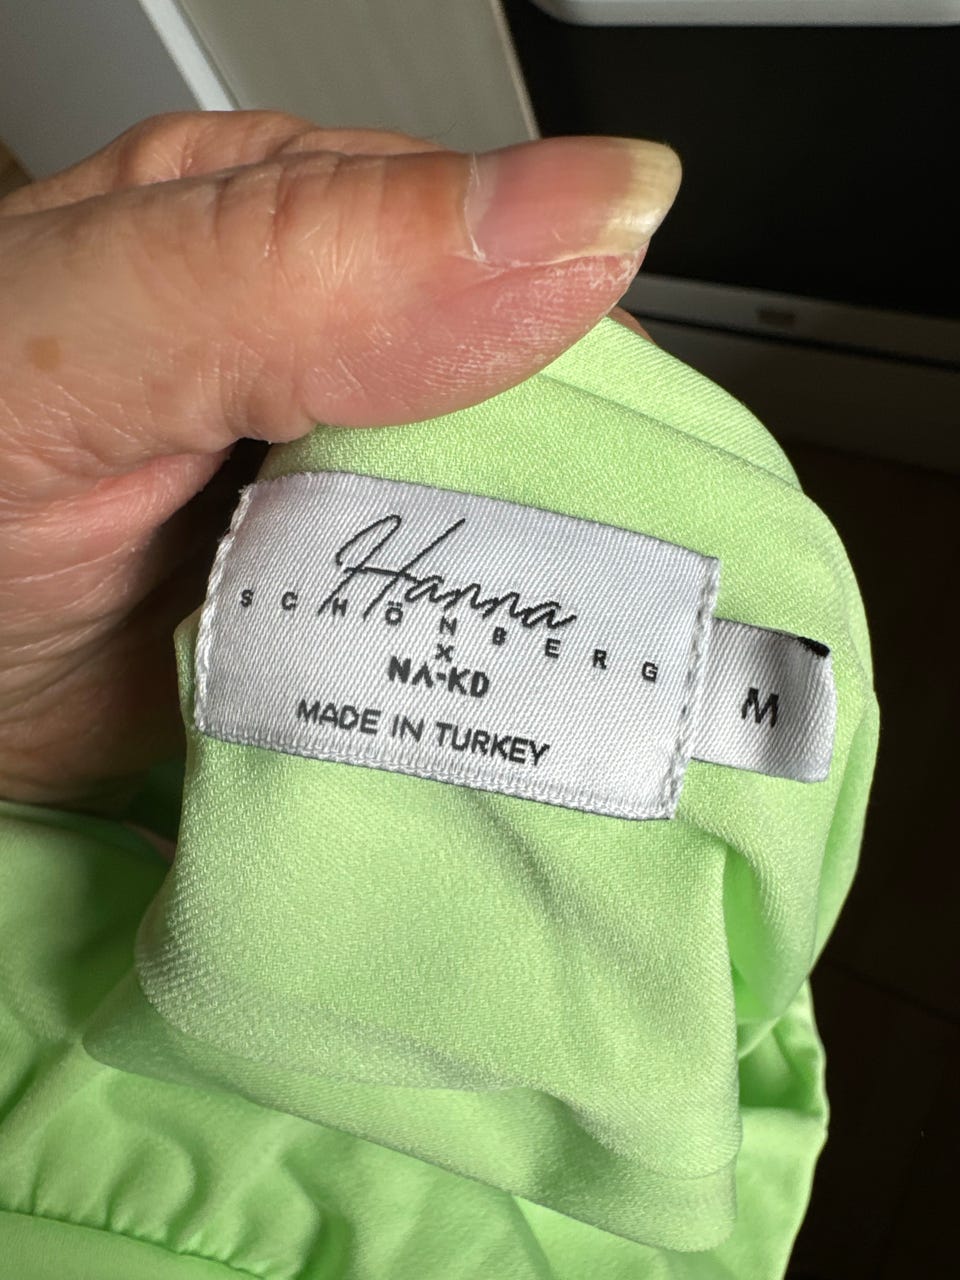 Hanna
SCHÖNBERG
X
NA-KD
MADE IN TURKEY
M